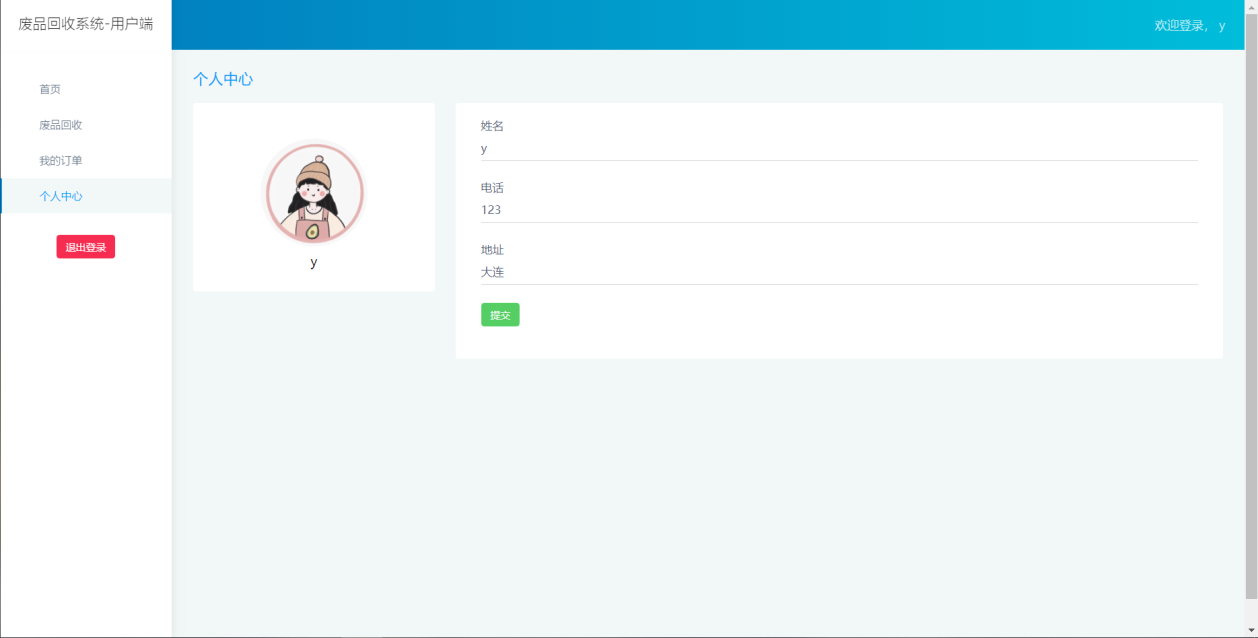 废品回收系统-用户端
欢迎登录， y
首页
废品回收
我的订单
个人中心
退出登录
个人中心
y
姓名
y
电话
123
地址
大连
提交